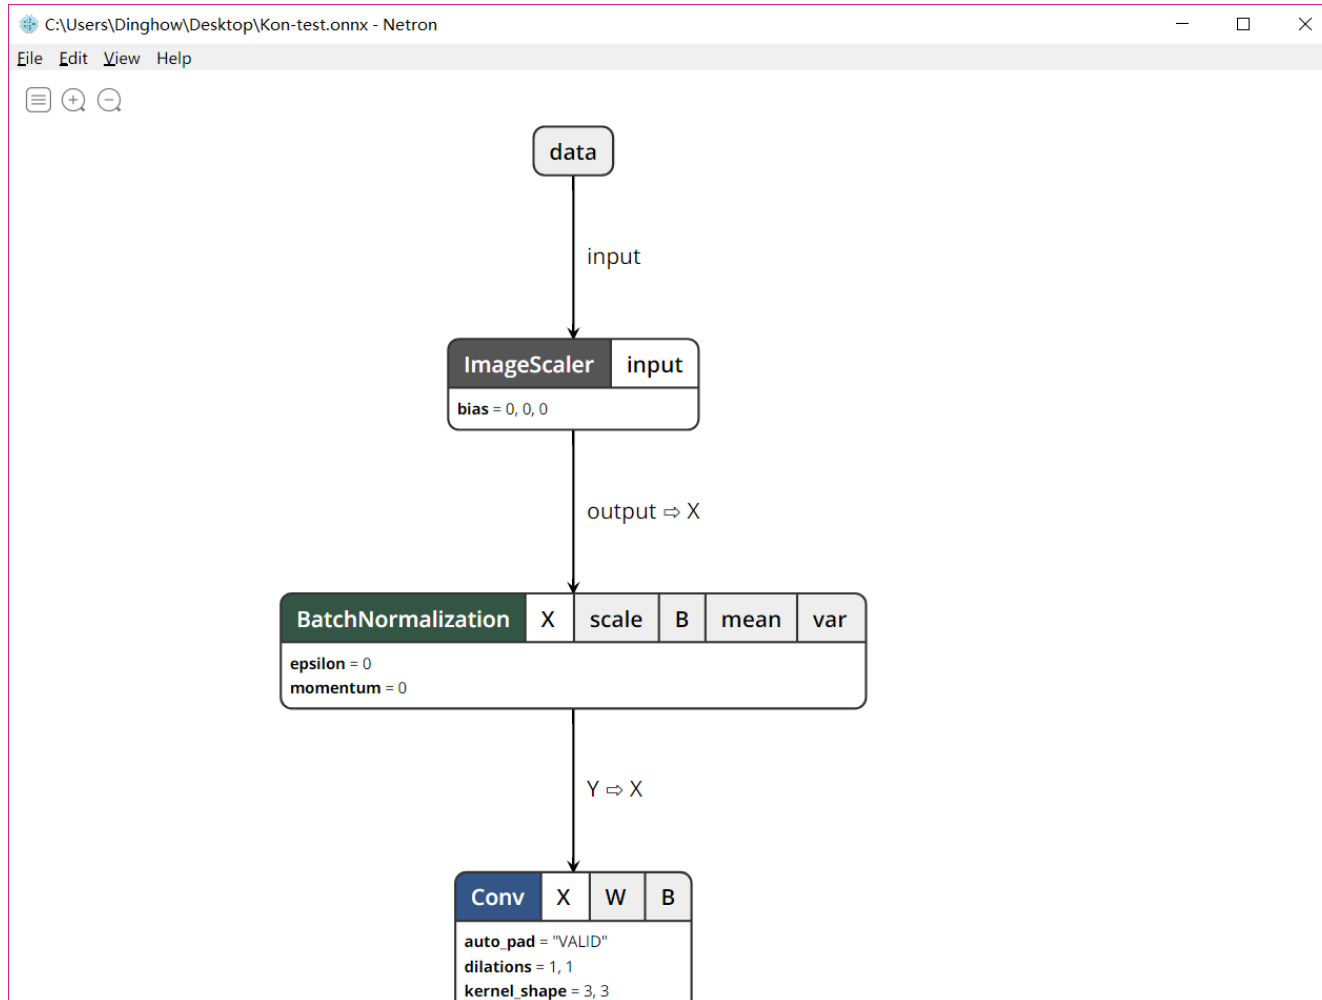 C:\Users\Dinghow\Desktop\Kon-test.onnx - Netron
File Edit View Help
data
input
ImageScaler input
bias = 0, 0, 0
output ⇨ X
BatchNormalization X scale B mean var
epsilon = 0
momentum = 0
Y ⇨ X
Conv X W B
auto_pad = "VALID"
dilations = 1, 1
kernel_shape = 3, 3